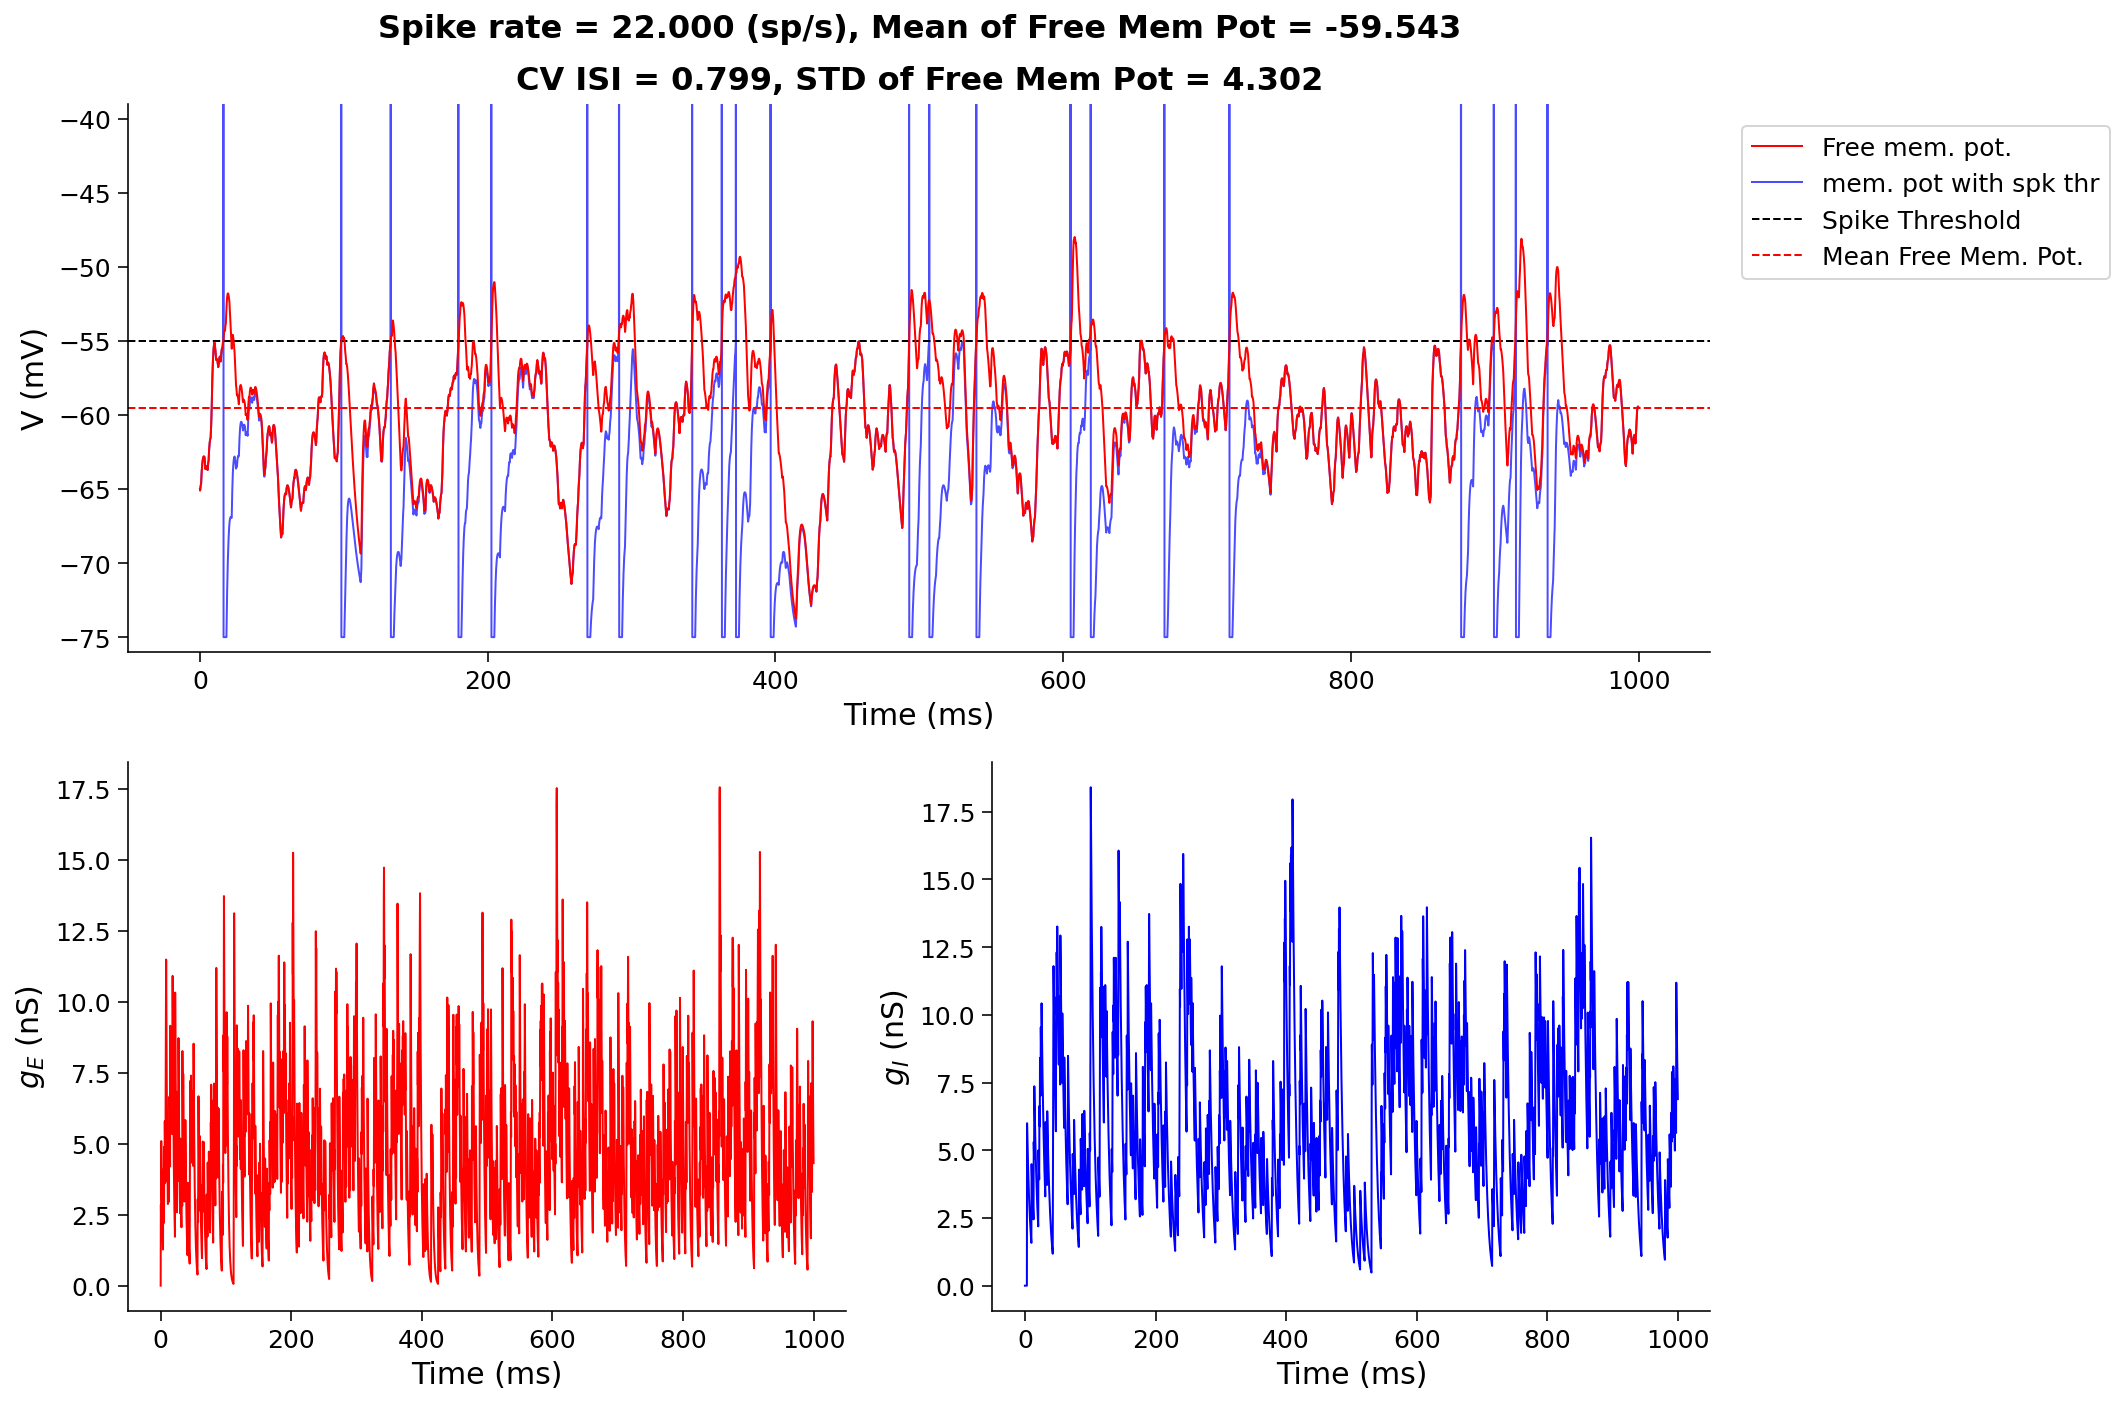 Spike rate = 22.000 (sp/s), Mean of Free Mem Pot = -59.543
CV ISI = 0.799, STD of Free Mem Pot = 4.302
−40
−45
−50
−55
−60
−65
−70
−75
V (mV)
0 200 400 600 800 1000
Time (ms)
Free mem. pot.
mem. pot with spk thr
Spike Threshold
Mean Free Mem. Pot.
17.5
15.0
12.5
10.0
7.5
5.0
2.5
0.0
g_E (nS)
0 200 400 600 800 1000
Time (ms)
17.5
15.0
12.5
10.0
7.5
5.0
2.5
0.0
g_I (nS)
0 200 400 600 800 1000
Time (ms)